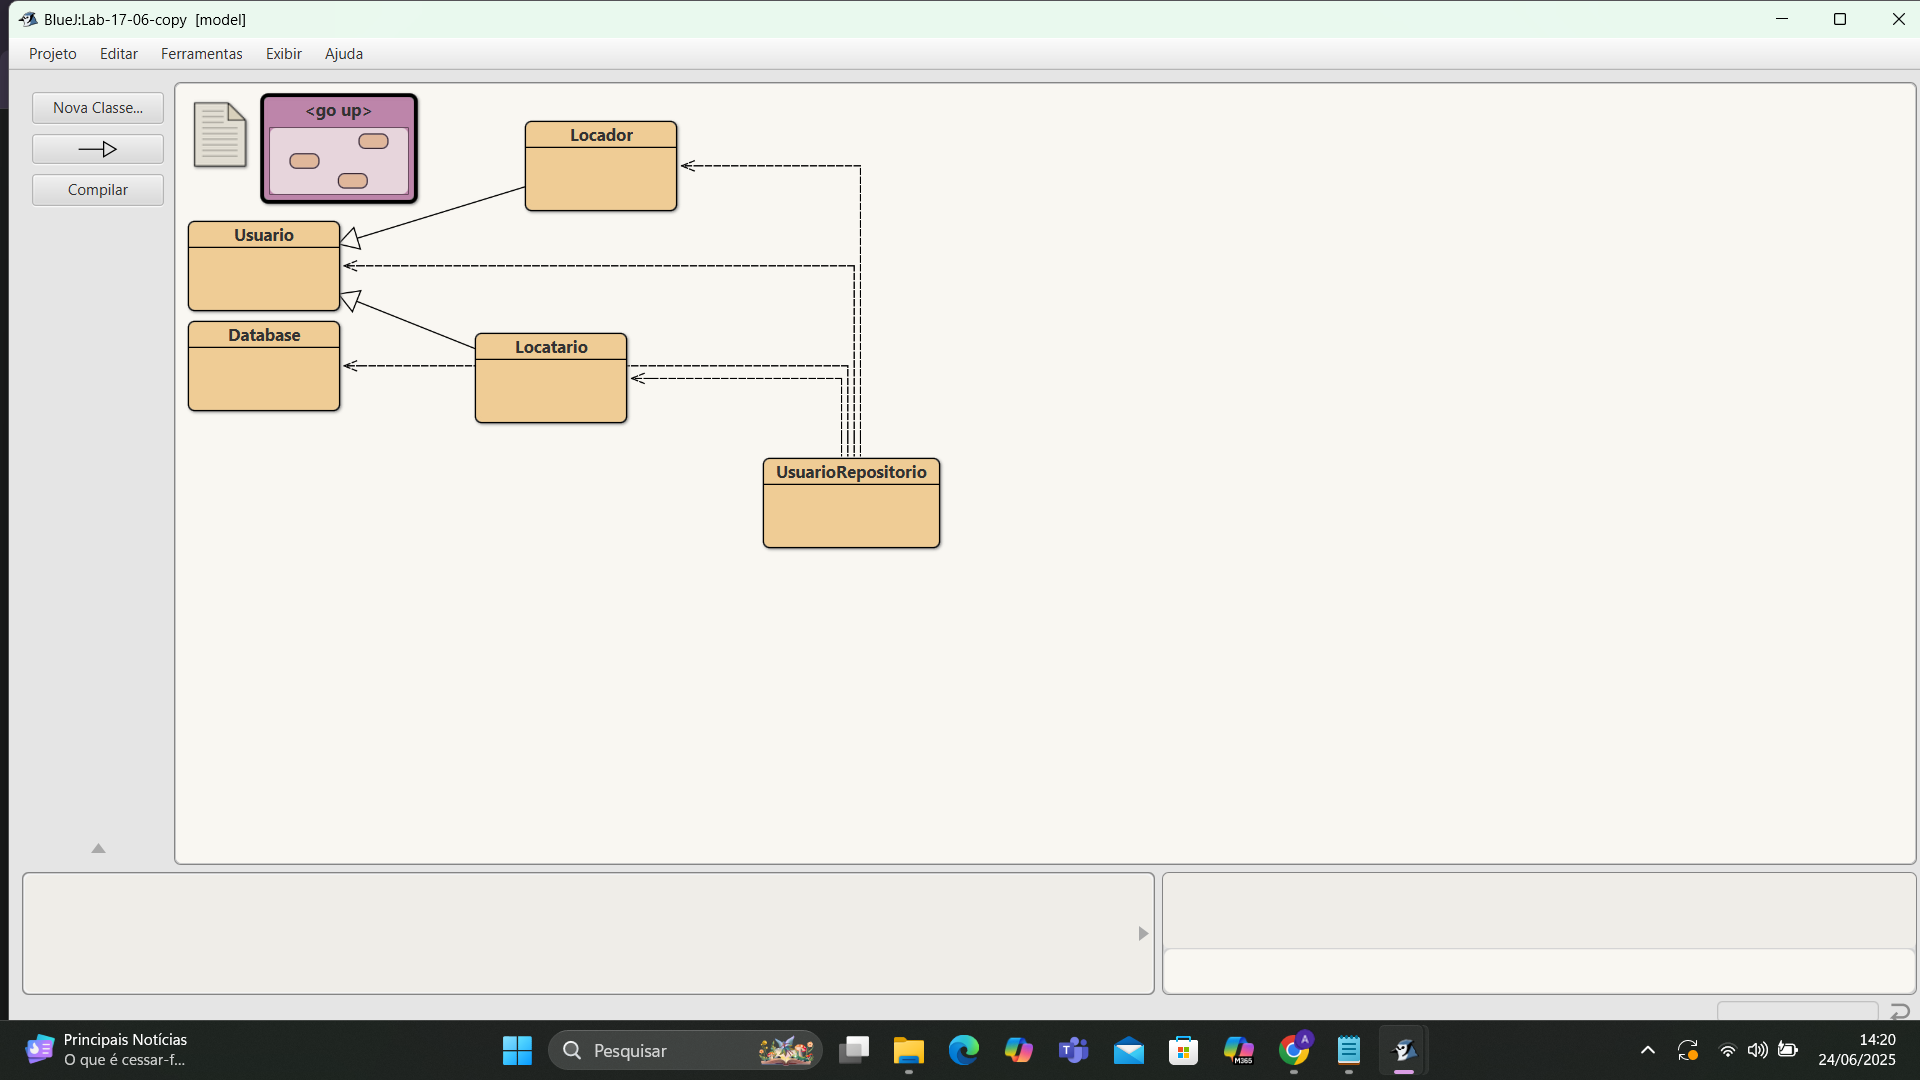 BlueJ:Lab-17-06-copy [model]
Projeto Editar Ferramentas Exibir Ajuda
Nova Classe...
Compilar
<go up>
Locador
Usuario
Database
Locatario
UsuarioRepositorio
Principais Notícias
O que é cessar-f...
Pesquisar
M365
A
14:20
24/06/2025